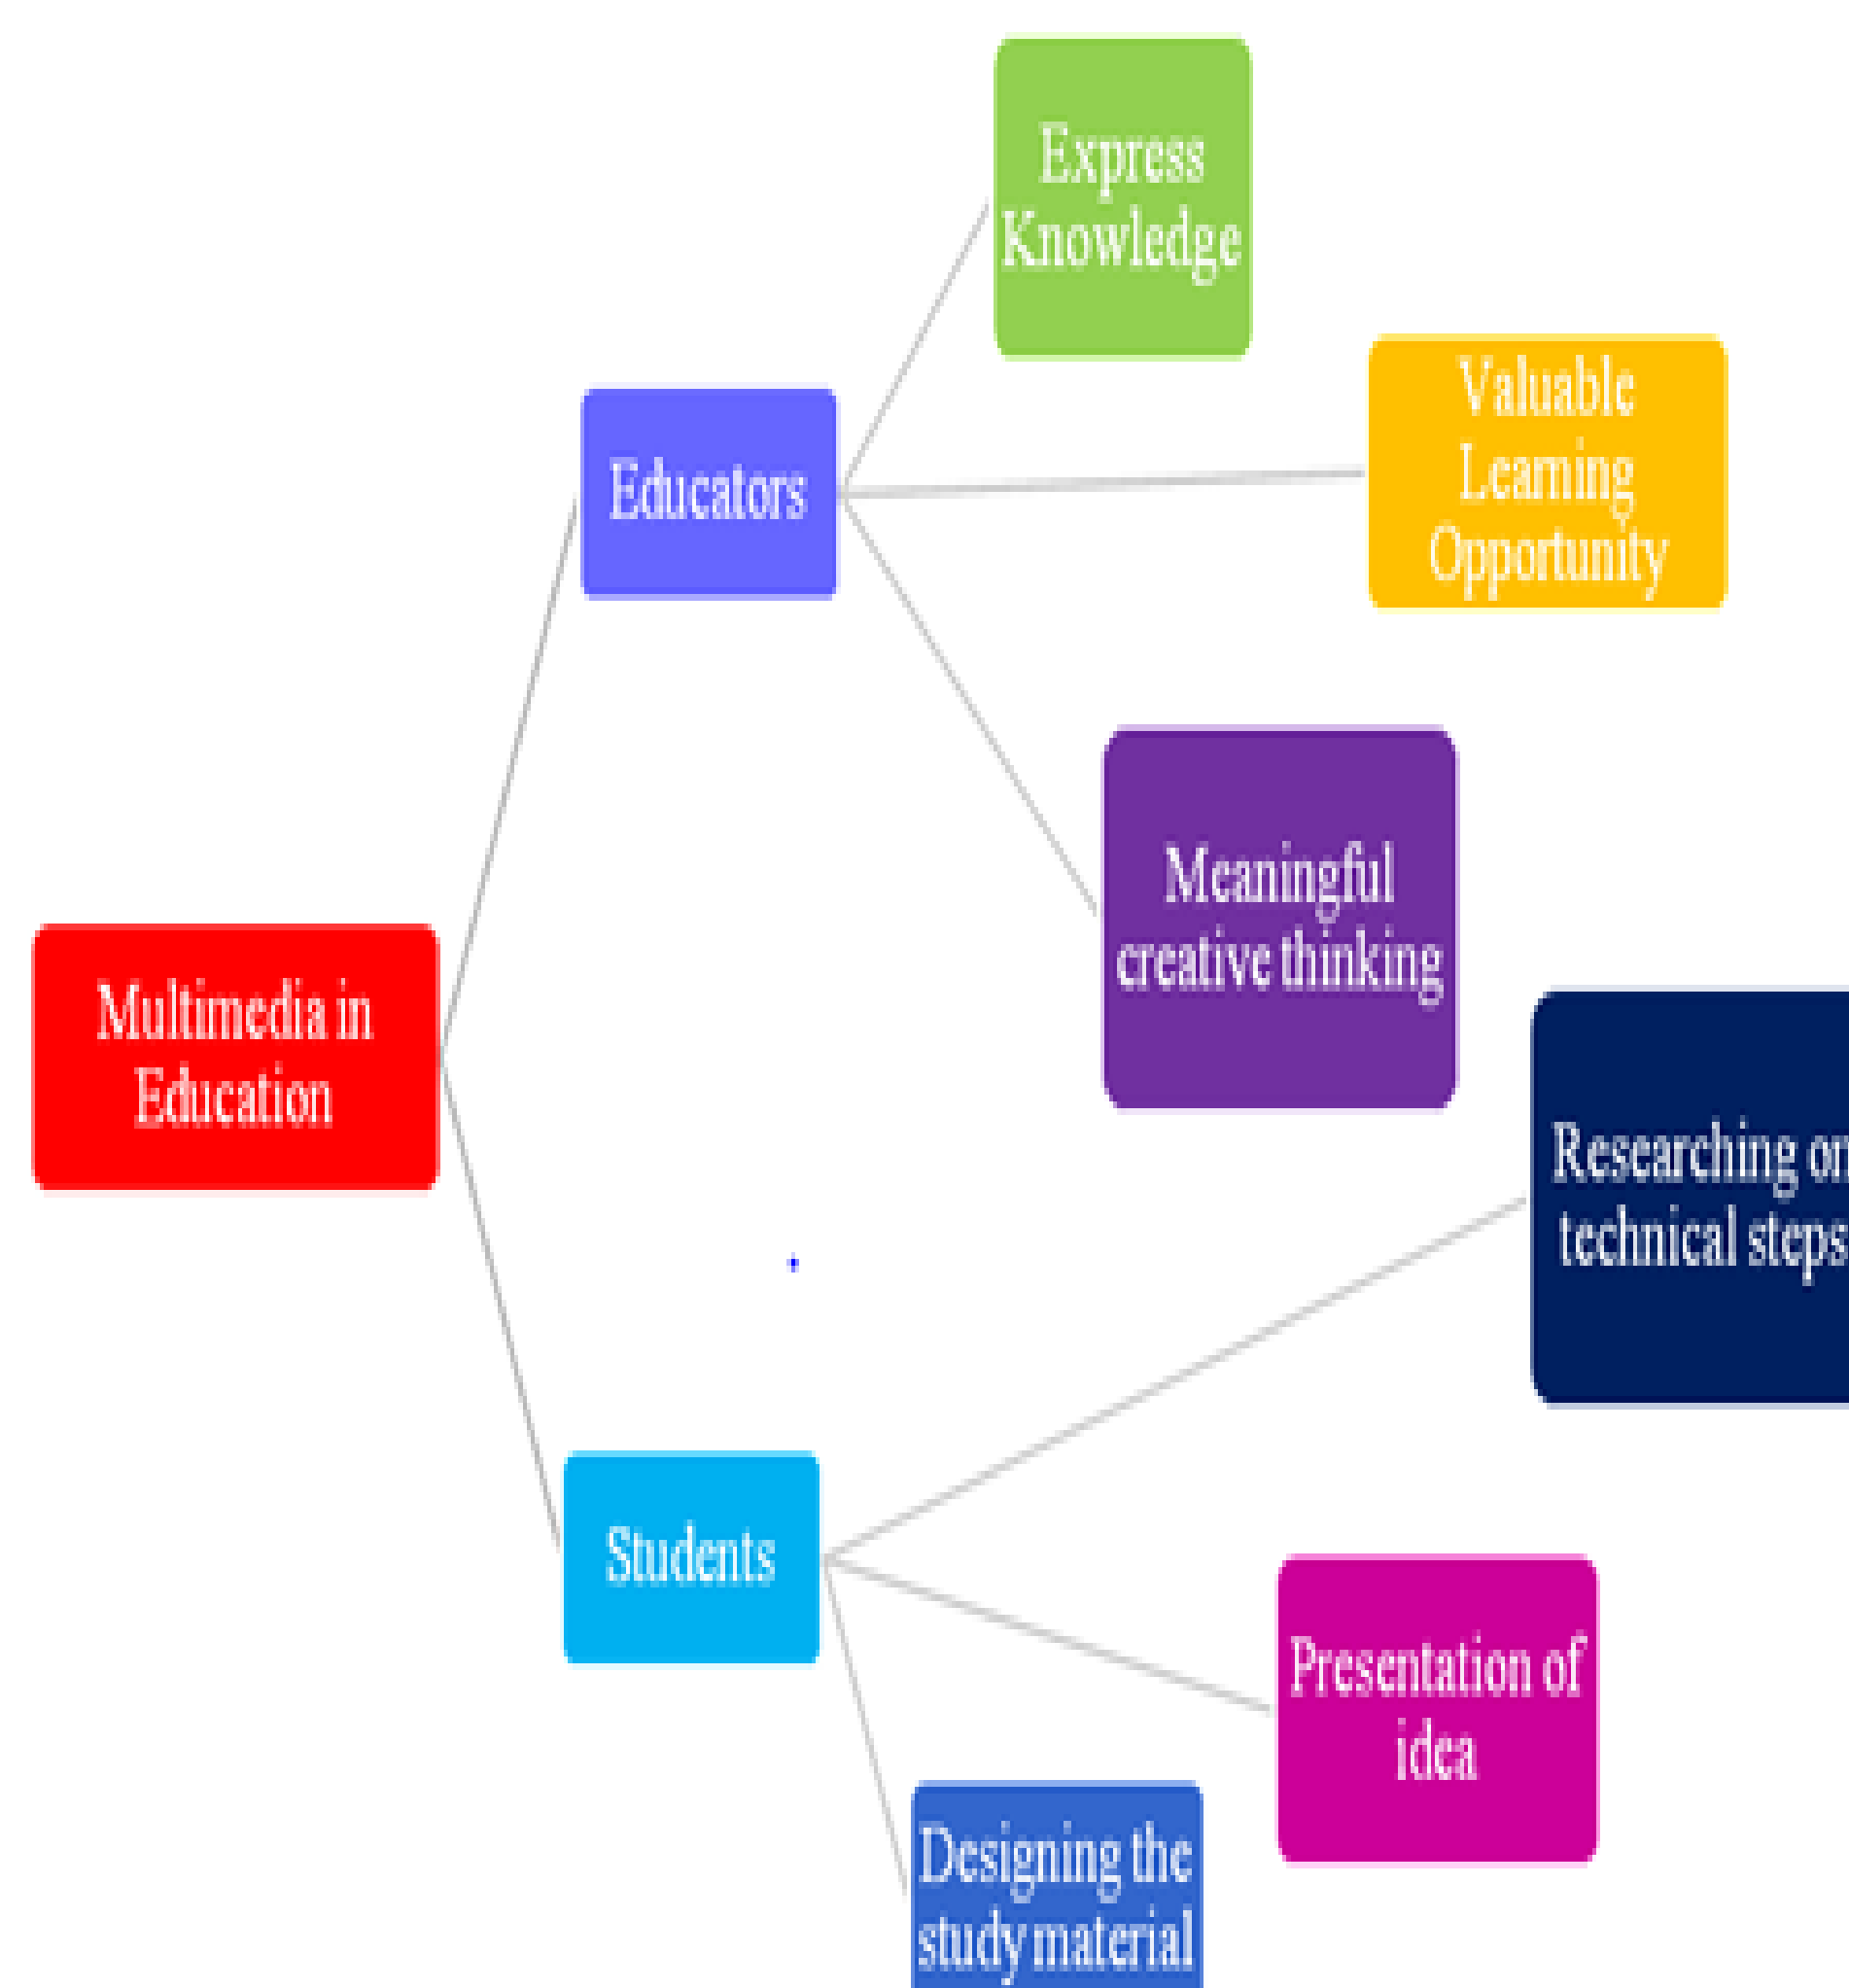 Express
Knowledge
Valuable
Learning
Opportunity
Educators
Meaningful
creative thinking
Multimedia in
Education
Researching on
technical steps
Students
Presentation of
idea
Designing the
study material